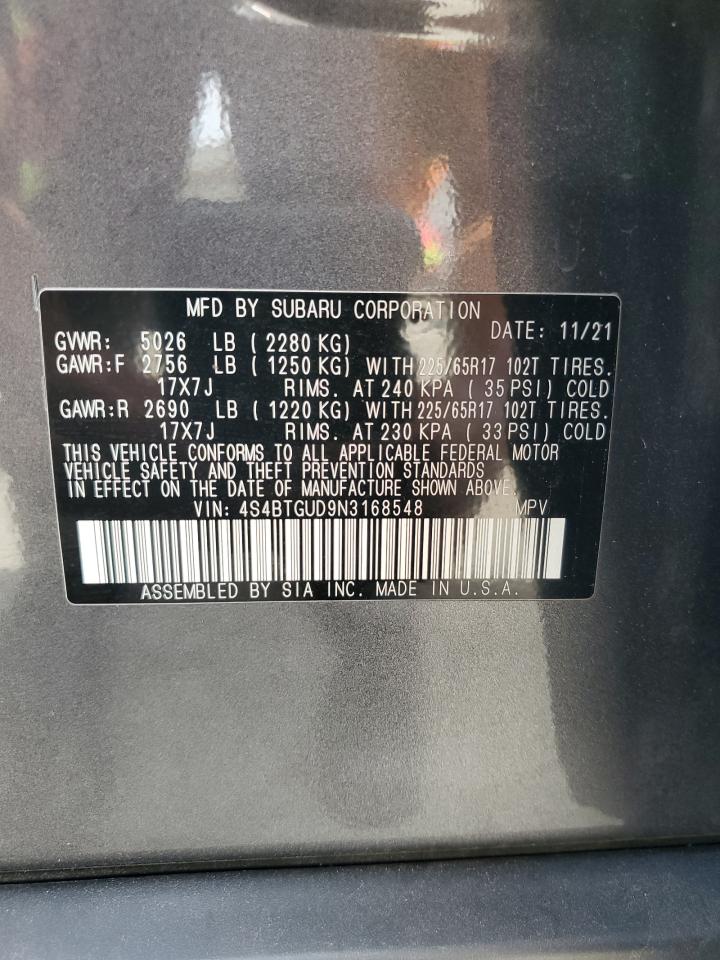 MFD BY SUBARU CORPORATION
DATE: 11/21
GVWR: 5026 LB ( 2280 KG)
GAWR:F 2756 LB ( 1250 KG) WITH 225/65R17 102T TIRES.
17X7J RIMS. AT 240 KPA ( 35 PSI) COLD
GAWR:R 2690 LB ( 1220 KG) WITH 225/65R17 102T TIRES.
17X7J RIMS. AT 230 KPA ( 33 PSI) COLD
THIS VEHICLE CONFORMS TO ALL APPLICABLE FEDERAL MOTOR
VEHICLE SAFETY AND THEFT PREVENTION STANDARDS
IN EFFECT ON THE DATE OF MANUFACTURE SHOWN ABOVE.
VIN: 4S4BTGUD9N3168548 MPV
ASSEMBLED BY SIA INC. MADE IN U.S.A.